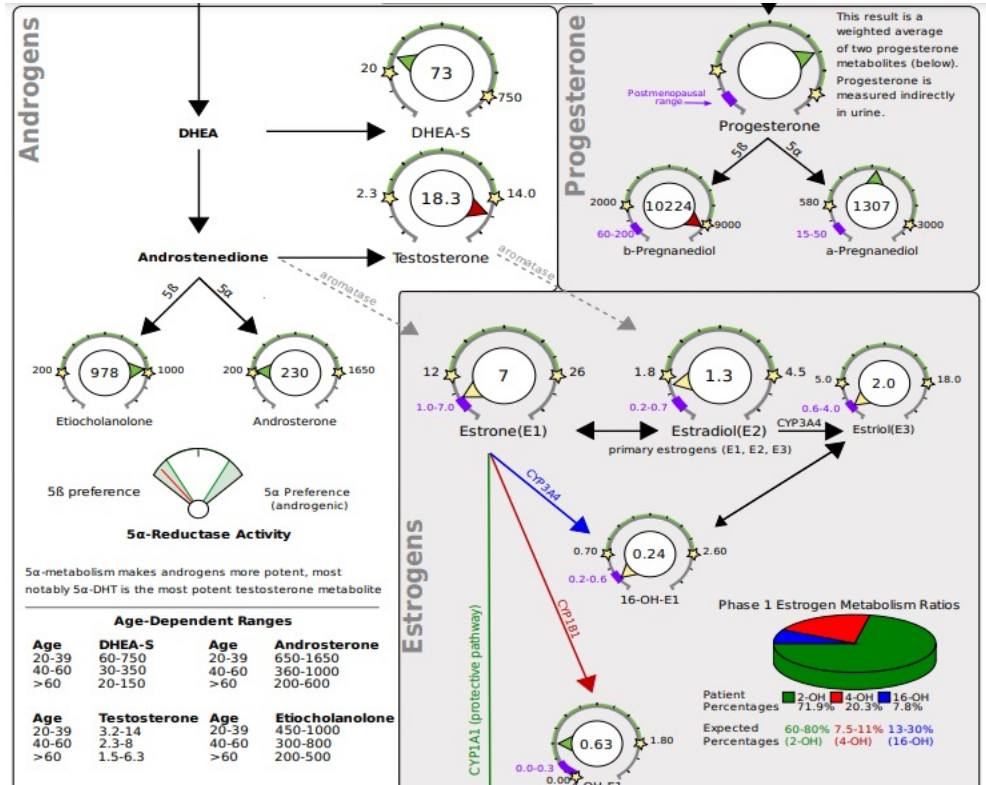 Androgens
20
73
750
DHEA-S
DHEA
2.3
18.3
14.0
Testosterone
Androstenedione
aromatase
5ß
5α
200
978
1000
Etiocholanolone
200
230
1650
Androsterone
5ß preference
5α Preference
(androgenic)
5α-Reductase Activity
5α-metabolism makes androgens more potent, most
notably 5α-DHT is the most potent testosterone metabolite
Age-Dependent Ranges
Age DHEA-S Age Androsterone
20-39 60-750 20-39 650-1650
40-60 30-350 40-60 360-1000
>60 20-150 >60 200-600
Age Testosterone Age Etiocholanolone
20-39 3.2-14 20-39 450-1000
40-60 2.3-8 40-60 300-800
>60 1.5-6.3 >60 200-500
Progesterone
This result is a
weighted average
of two progesterone
metabolites (below).
Progesterone is
measured indirectly
in urine.
Postmenopausal
range
Progesterone
5ß
5α
2000
10224
9000
60-200
b-Pregnanediol
580
1307
3000
15-50
a-Pregnanediol
aromatase
Estrogens
12
7
26
1.0-7.0
Estrone(E1)
1.8
1.3
4.5
0.2-0.7
Estradiol(E2)
CYP3A4
5.0
2.0
18.0
0.6-4.0
Estriol(E3)
primary estrogens (E1, E2, E3)
CYP3A4
0.70
0.24
2.60
0.2-0.6
16-OH-E1
CYP1B1
CYP1A1 (protective pathway)
0.63
1.80
0.0-0.3
0.00
OH-E1
Phase 1 Estrogen Metabolism Ratios
Patient 2-OH 4-OH 16-OH
Percentages 71.9% 20.3% 7.8%
Expected 60-80% 7.5-11% 13-30%
Percentages (2-OH) (4-OH) (16-OH)